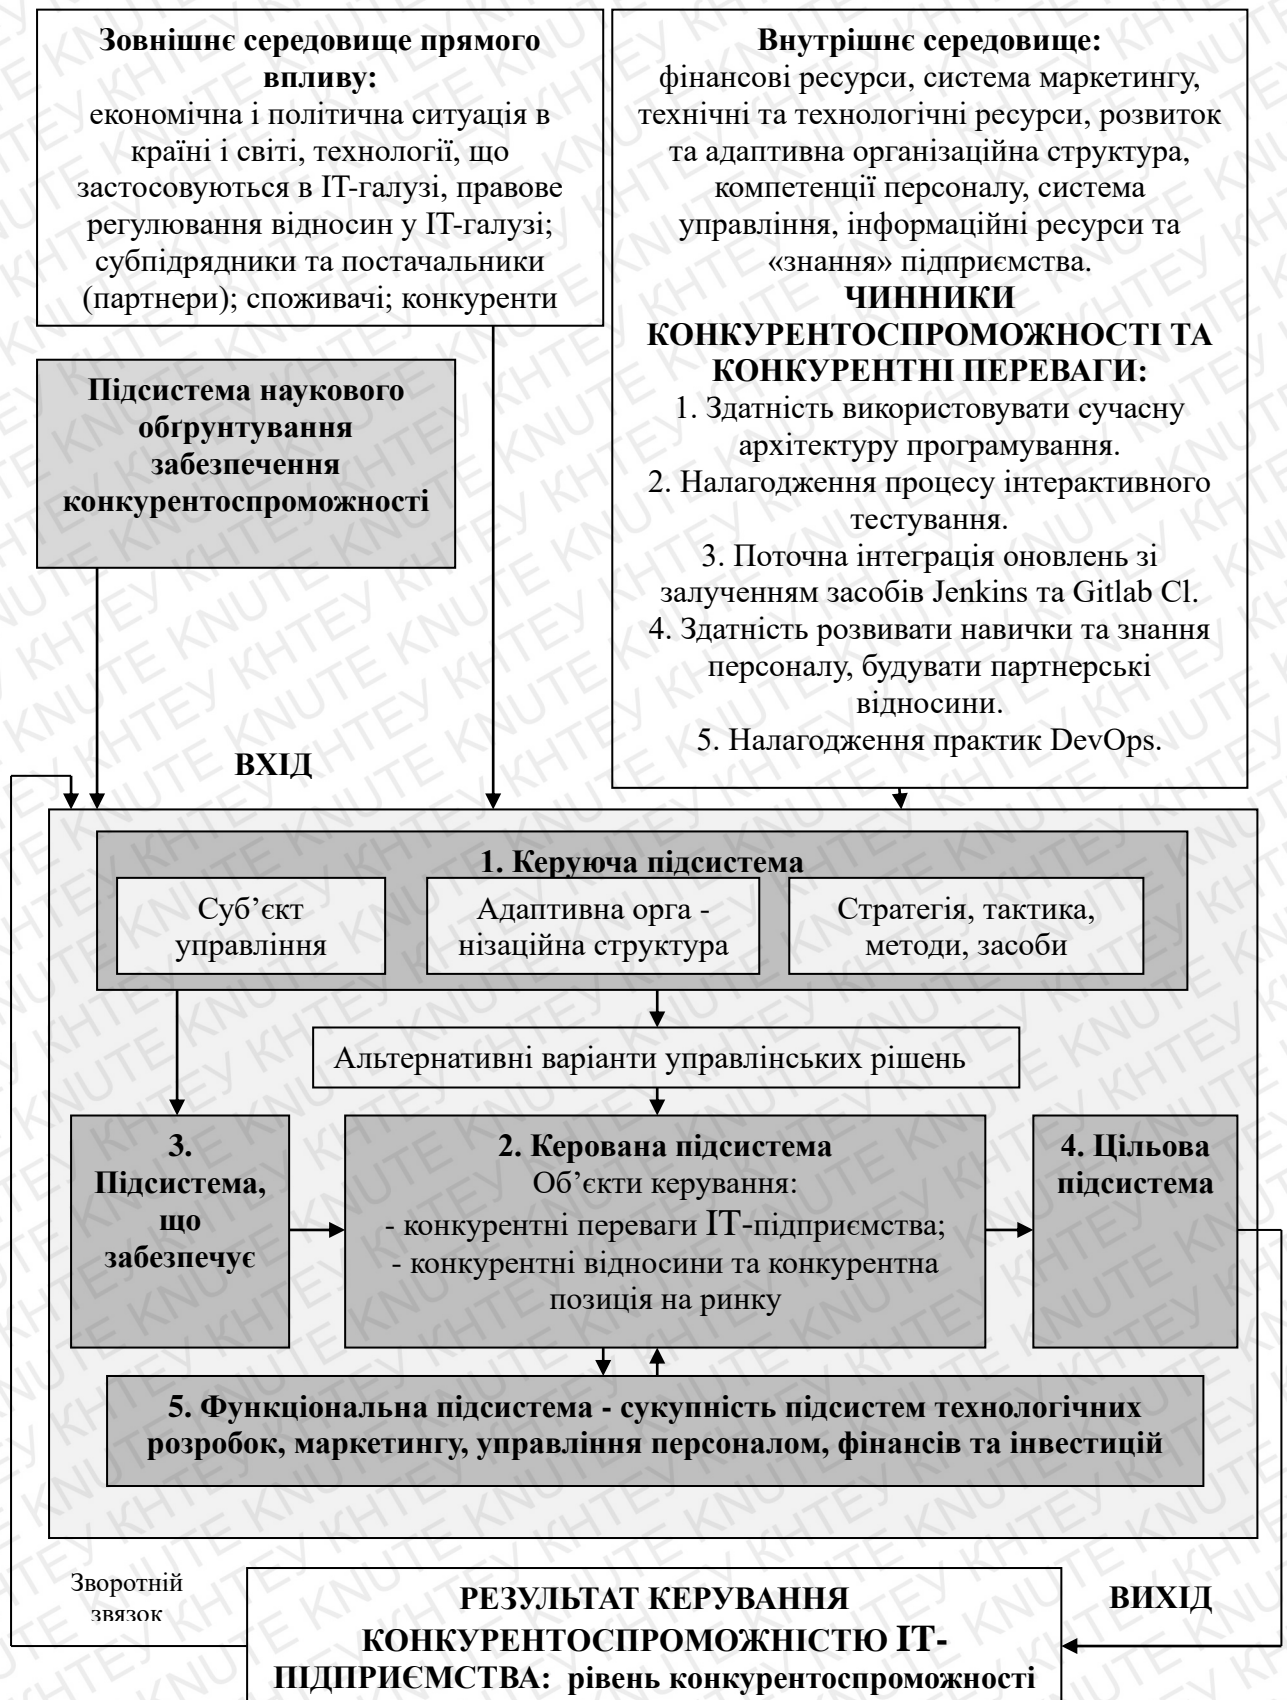 Зовнішнє середовище прямого
впливу:
економічна і політична ситуація в
країні і світі, технології, що
застосовуються в ІТ-галузі, правове
регулювання відносин у ІТ-галузі;
субпідрядники та постачальники
(партнери); споживачі; конкуренти
Внутрішнє середовище:
фінансові ресурси, система маркетингу,
технічні та технологічні ресурси, розвиток
та адаптивна організаційна структура,
компетенції персоналу, система
управління, інформаційні ресурси та
«знання» підприємства.
ЧИННИКИ
КОНКУРЕНТОСПРОМОЖНОСТІ ТА
КОНКУРЕНТНІ ПЕРЕВАГИ:
1. Здатність використовувати сучасну
архітектуру програмування.
2. Налагодження процесу інтерактивного
тестування.
3. Поточна інтеграція оновлень зі
залученням засобів Jenkins та Gitlab Cl.
4. Здатність розвивати навички та знання
персоналу, будувати партнерські
відносини.
5. Налагодження практик DevOps.
Підсистема наукового
обґрунтування
забезпечення
конкурентоспроможності
ВХІД
1. Керуюча підсистема
Суб’єкт
управління
Адаптивна орга -
нізаційна структура
Стратегія, тактика,
методи, засоби
Альтернативні варіанти управлінських рішень
3.
Підсистема,
що
забезпечує
2. Керована підсистема
Об’єкти керування:
- конкурентні переваги ІТ-підприємства;
- конкурентні відносини та конкурентна
позиція на ринку
4. Цільова
підсистема
5. Функціональна підсистема - сукупність підсистем технологічних
розробок, маркетингу, управління персоналом, фінансів та інвестицій
Зворотній
звязок
РЕЗУЛЬТАТ КЕРУВАННЯ
КОНКУРЕНТОСПРОМОЖНІСТЮ ІТ-
ПІДПРИЄМСТВА: рівень конкурентоспроможності
ВИХІД